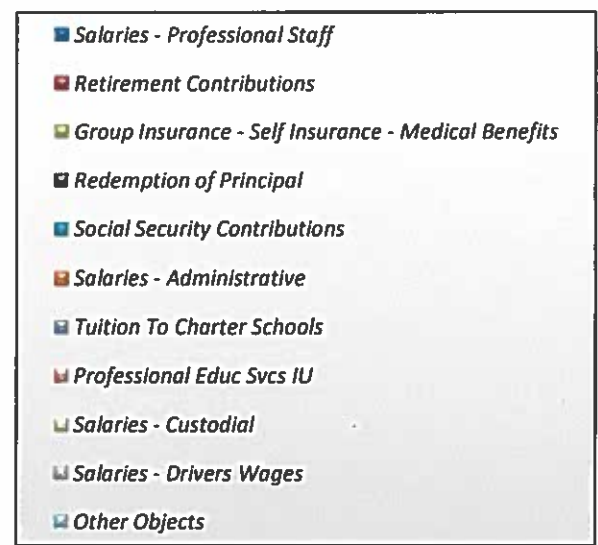 Salaries - Professional Staff
Retirement Contributions
Group Insurance - Self Insurance - Medical Benefits
Redemption of Principal
Social Security Contributions
Salaries - Administrative
Tuition To Charter Schools
Professional Educ Svcs IU
Salaries - Custodial
Salaries - Drivers Wages
Other Objects